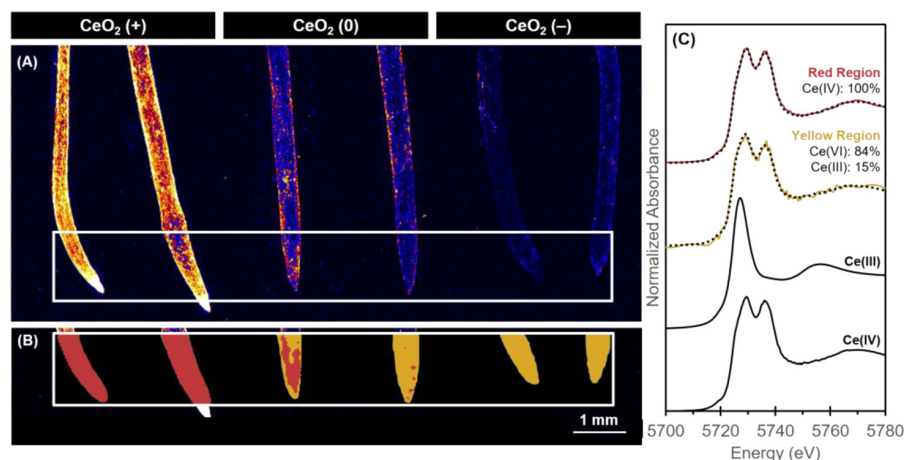 CeO₂ (+) CeO₂ (0) CeO₂ (–)
(A)
(B)
1 mm
(C)
Red Region
Ce(IV): 100%
Yellow Region
Ce(VI): 84%
Ce(III): 15%
Ce(III)
Ce(IV)
Normalized Absorbance
5700 5720 5740 5760 5780
Energy (eV)